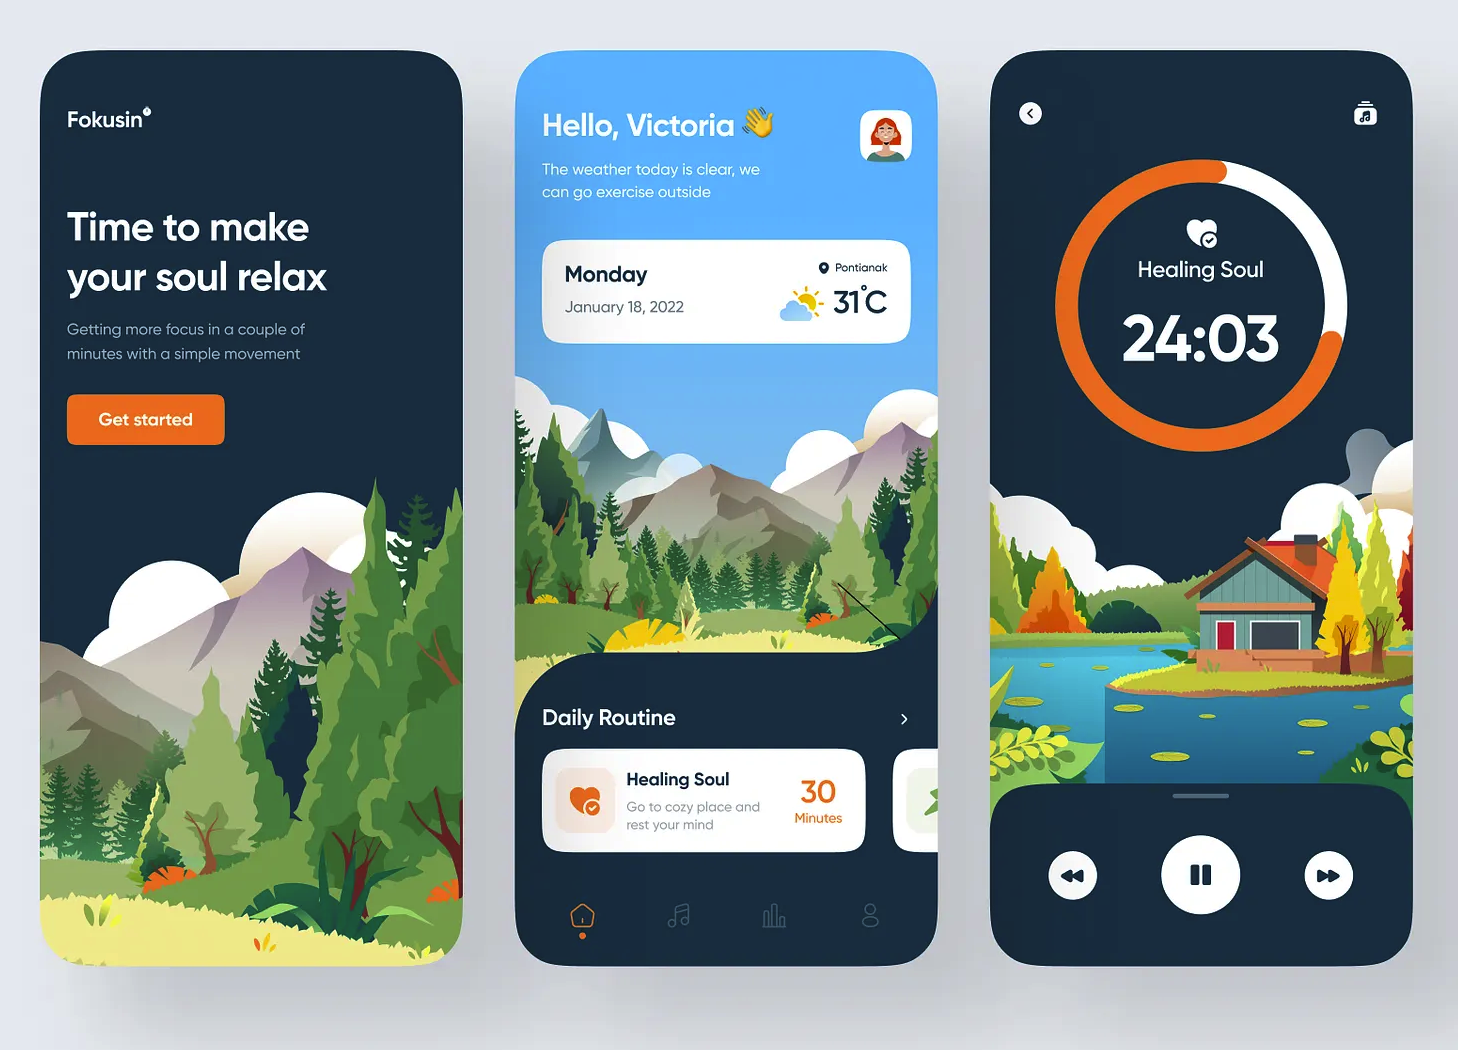 Fokusin
Time to make
your soul relax
Getting more focus in a couple of
minutes with a simple movement
Get started
Hello, Victoria 👋
The weather today is clear, we
can go exercise outside
Monday
January 18, 2022
Pontianak
31°C
Daily Routine
Healing Soul
Go to cozy place and
rest your mind
30
Minutes
Healing Soul
24:03